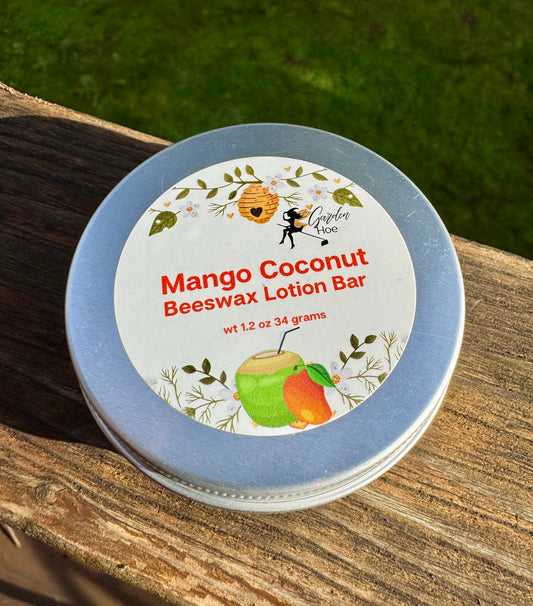 Garden
Hoe
Mango Coconut
Beeswax Lotion Bar
wt 1.2 oz 34 grams